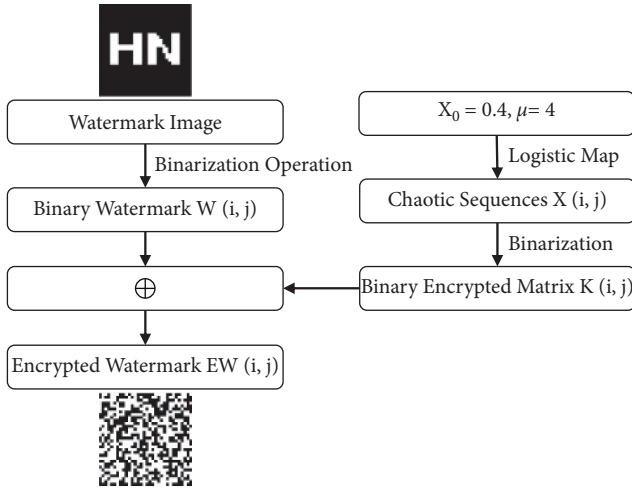 HN
Watermark Image
Binarization Operation
Binary Watermark W (i, j)
⊕
Encrypted Watermark EW (i, j)
X₀ = 0.4, μ= 4
Logistic Map
Chaotic Sequences X (i, j)
Binarization
Binary Encrypted Matrix K (i, j)